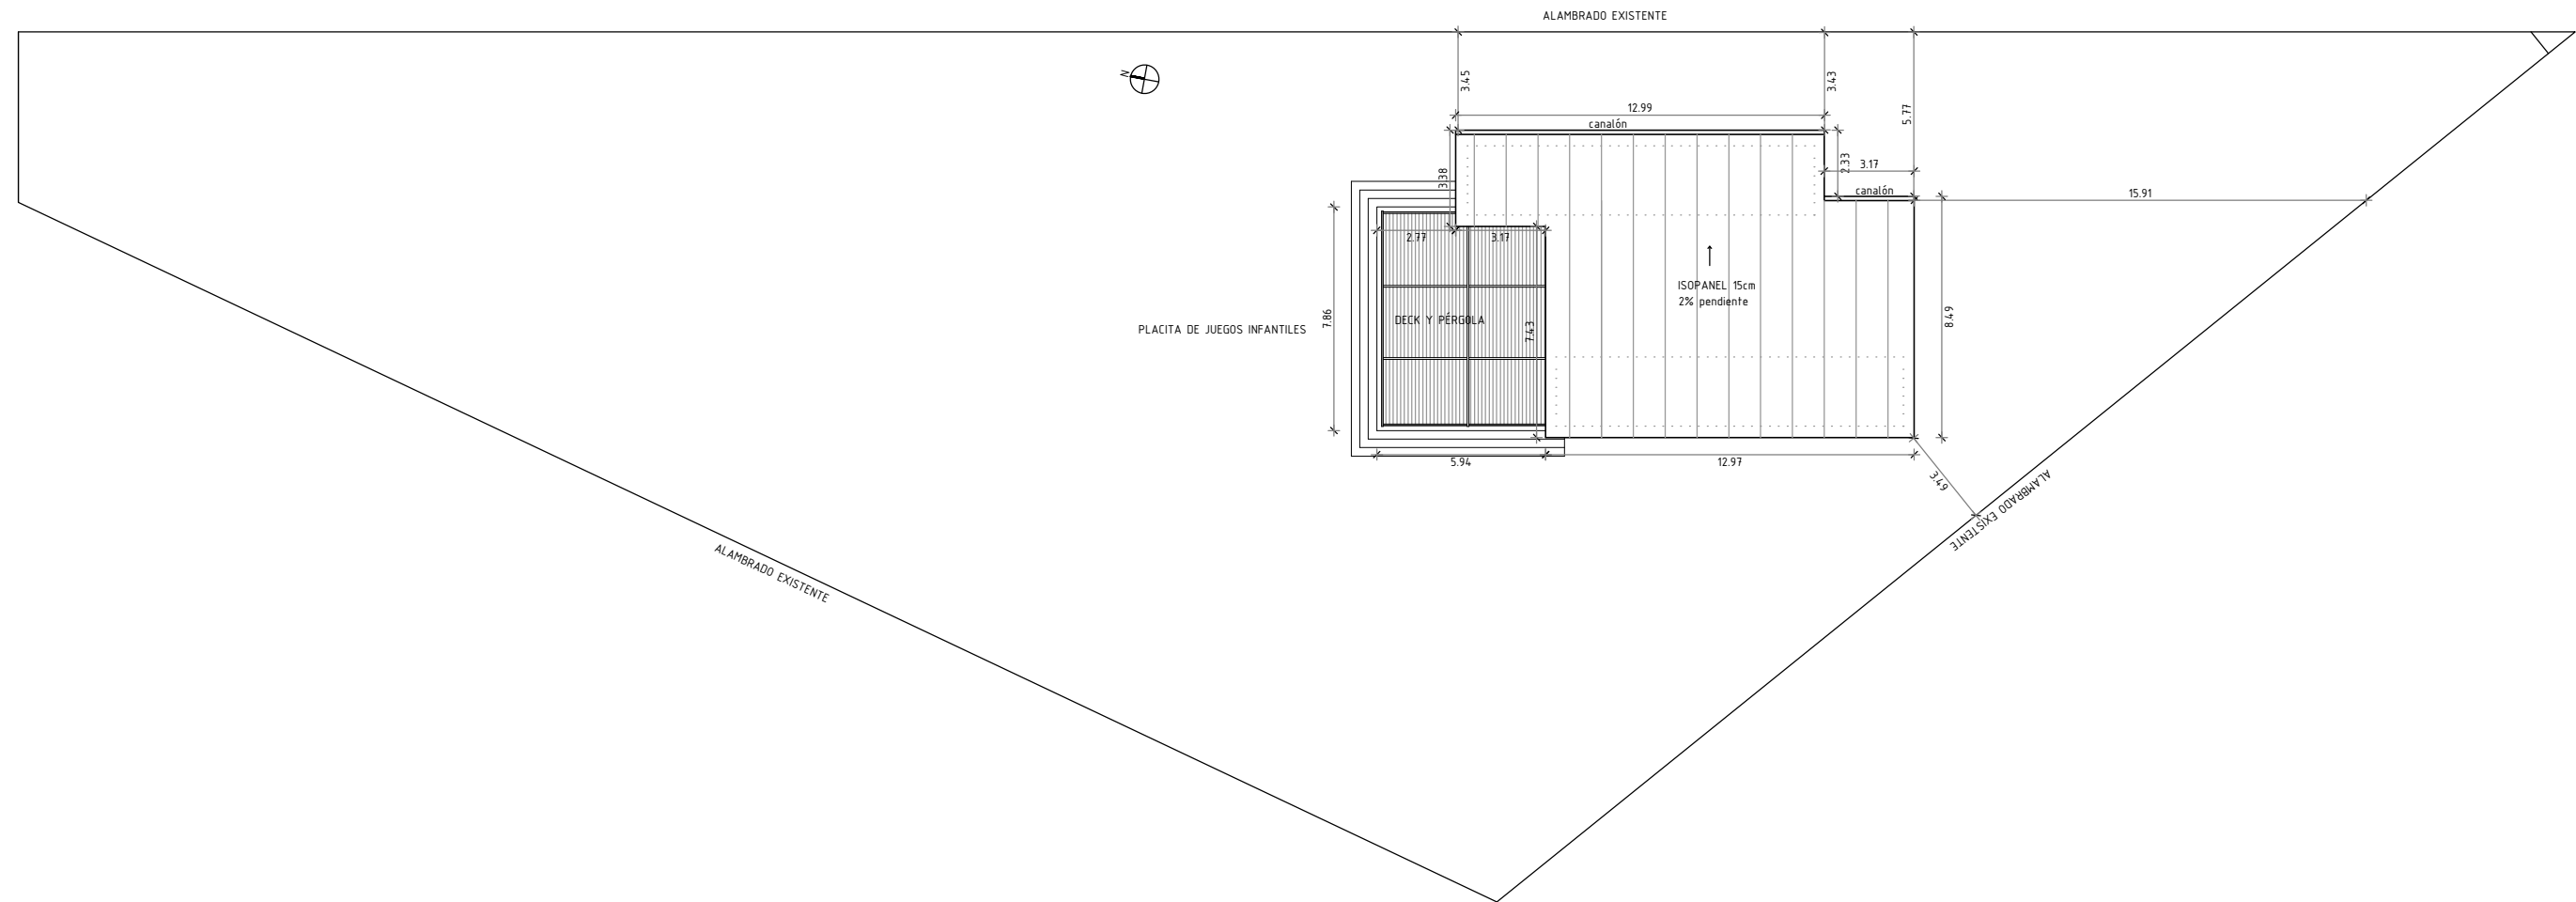 ALAMBRADO EXISTENTE
N
3.45
3.43
5.77
12.99
canalón
3.38
2.33
3.17
canalón
15.91
2.77
3.17
ISOPANEL 15cm
2% pendiente
7.86
DECK Y PÉRGOLA
7.43
8.49
PLACITA DE JUEGOS INFANTILES
5.94
12.97
3.49
ALAMBRADO EXISTENTE
ALAMBRADO EXISTENTE